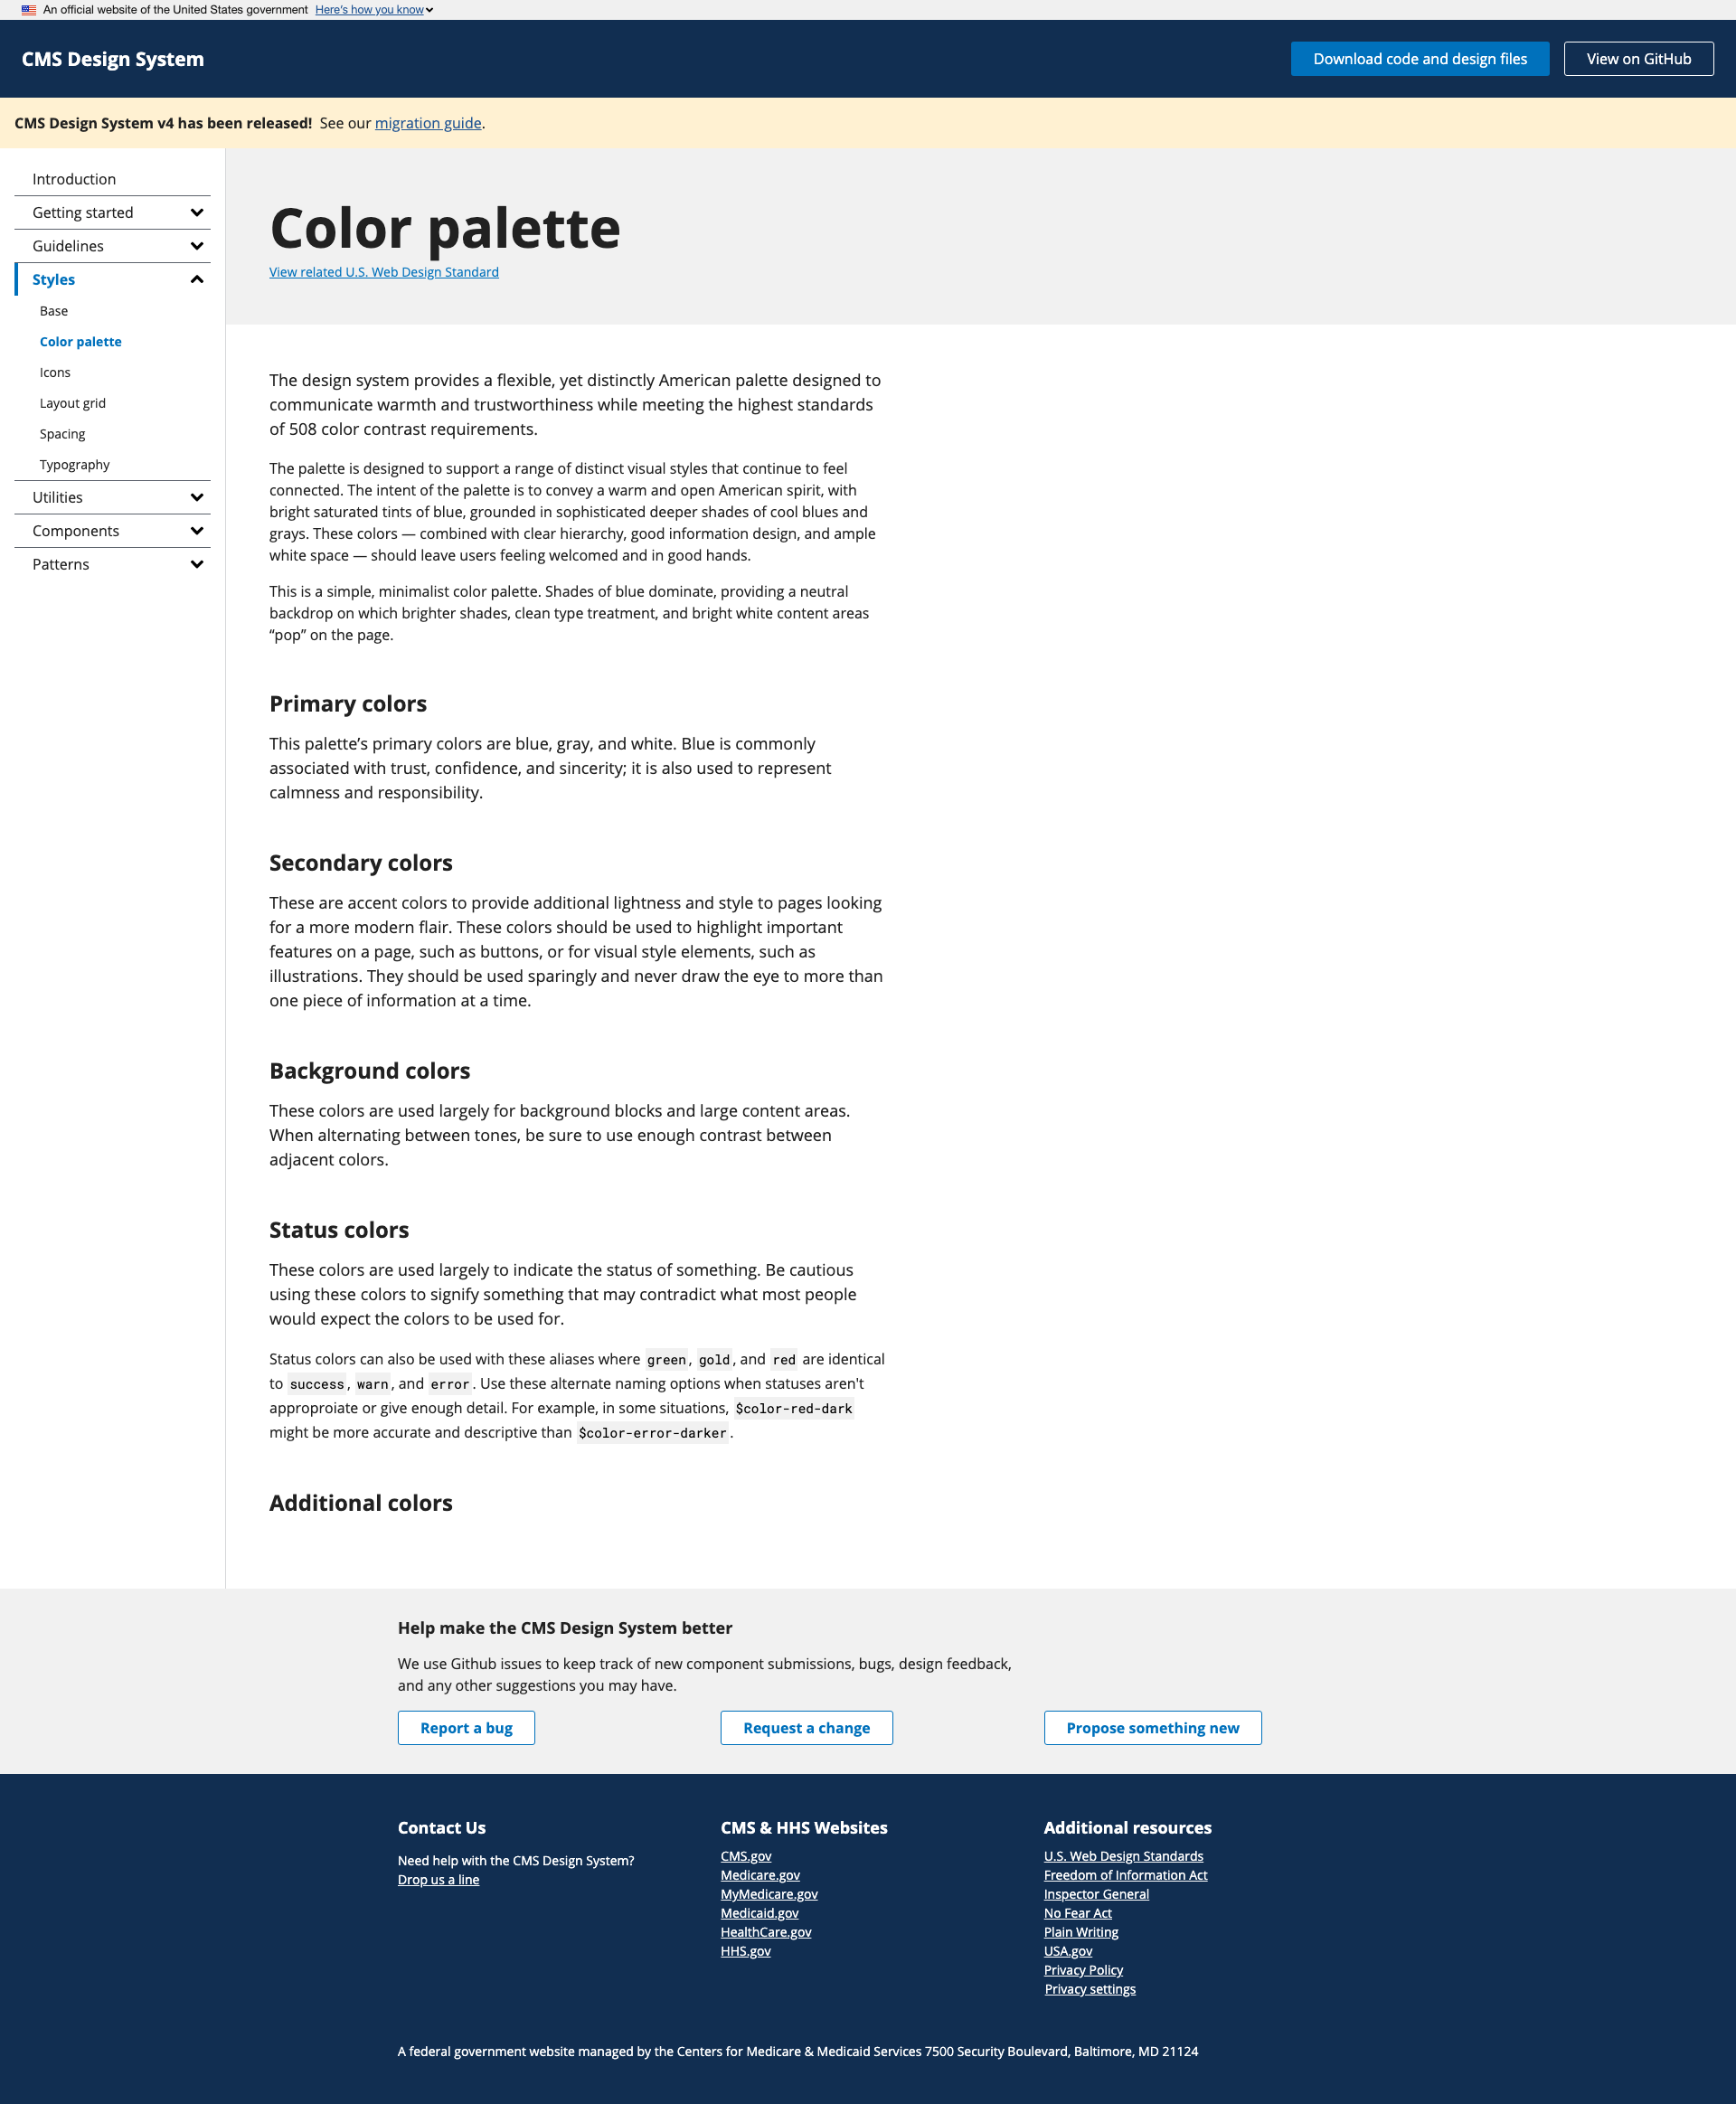 An official website of the United States government Here's how you know
CMS Design System
Download code and design files
View on GitHub
CMS Design System v4 has been released! See our migration guide.
Introduction
Getting started
Guidelines
Styles
Base
Color palette
Icons
Layout grid
Spacing
Typography
Utilities
Components
Patterns
Color palette
View related U.S. Web Design Standard
The design system provides a flexible, yet distinctly American palette designed to
communicate warmth and trustworthiness while meeting the highest standards
of 508 color contrast requirements.
The palette is designed to support a range of distinct visual styles that continue to feel
connected. The intent of the palette is to convey a warm and open American spirit, with
bright saturated tints of blue, grounded in sophisticated deeper shades of cool blues and
grays. These colors — combined with clear hierarchy, good information design, and ample
white space — should leave users feeling welcomed and in good hands.
This is a simple, minimalist color palette. Shades of blue dominate, providing a neutral
backdrop on which brighter shades, clean type treatment, and bright white content areas
“pop” on the page.
Primary colors
This palette’s primary colors are blue, gray, and white. Blue is commonly
associated with trust, confidence, and sincerity; it is also used to represent
calmness and responsibility.
Secondary colors
These are accent colors to provide additional lightness and style to pages looking
for a more modern flair. These colors should be used to highlight important
features on a page, such as buttons, or for visual style elements, such as
illustrations. They should be used sparingly and never draw the eye to more than
one piece of information at a time.
Background colors
These colors are used largely for background blocks and large content areas.
When alternating between tones, be sure to use enough contrast between
adjacent colors.
Status colors
These colors are used largely to indicate the status of something. Be cautious
using these colors to signify something that may contradict what most people
would expect the colors to be used for.
Status colors can also be used with these aliases where green, gold, and red are identical
to success, warn, and error. Use these alternate naming options when statuses aren't
approproiate or give enough detail. For example, in some situations, $color-red-dark
might be more accurate and descriptive than $color-error-darker.
Additional colors
Help make the CMS Design System better
We use Github issues to keep track of new component submissions, bugs, design feedback,
and any other suggestions you may have.
Report a bug
Request a change
Propose something new
Contact Us
Need help with the CMS Design System?
Drop us a line
CMS & HHS Websites
CMS.gov
Medicare.gov
MyMedicare.gov
Medicaid.gov
HealthCare.gov
HHS.gov
Additional resources
U.S. Web Design Standards
Freedom of Information Act
Inspector General
No Fear Act
Plain Writing
USA.gov
Privacy Policy
Privacy settings
A federal government website managed by the Centers for Medicare & Medicaid Services 7500 Security Boulevard, Baltimore, MD 21124